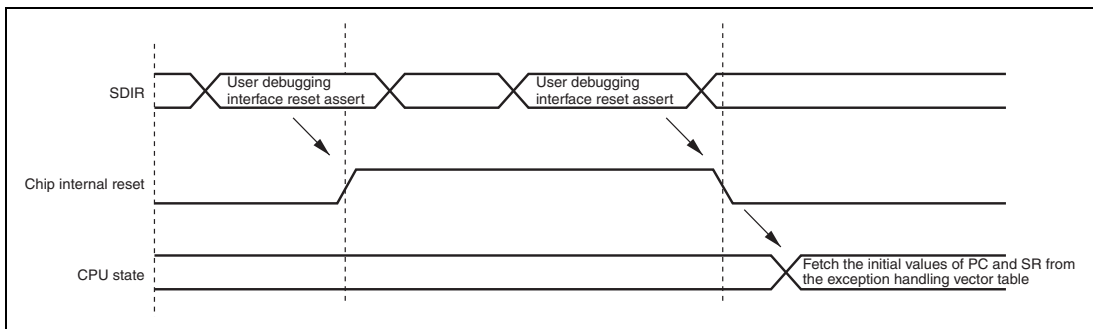 SDIR
User debugging
interface reset assert
User debugging
interface reset assert
Chip internal reset
CPU state
Fetch the initial values of PC and SR from
the exception handling vector table